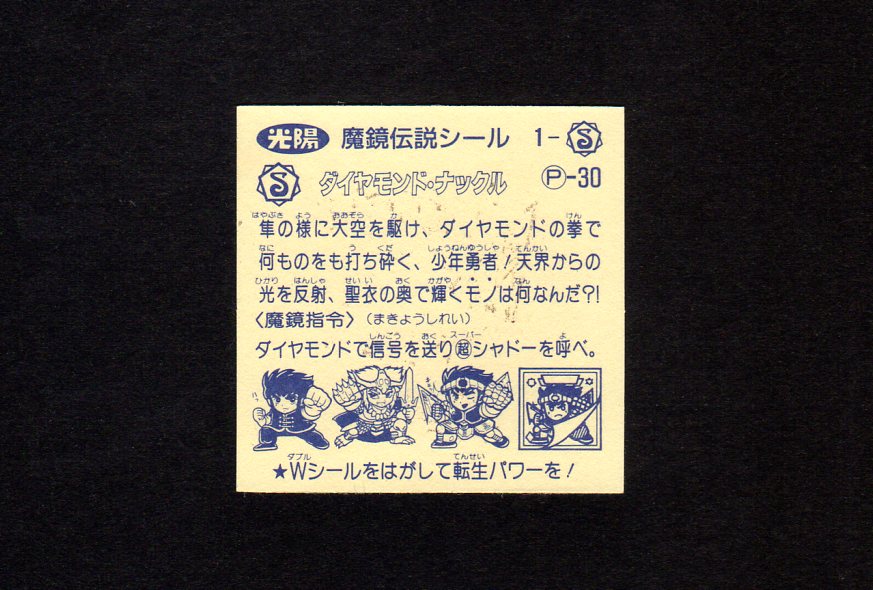 光陽 魔鏡伝説シール 1-S
S ダイヤモンド・ナックル P-30
隼の様に大空を駆け、ダイヤモンドの拳で
何ものをも打ち砕く、少年勇者!天界からの
光を反射、聖衣の奥で輝くモノは何なんだ?!
〈魔鏡指令〉(まきょうしれい)
ダイヤモンドで信号を送り超シャドーを呼べ。
★Wシールをはがして転生パワーを!